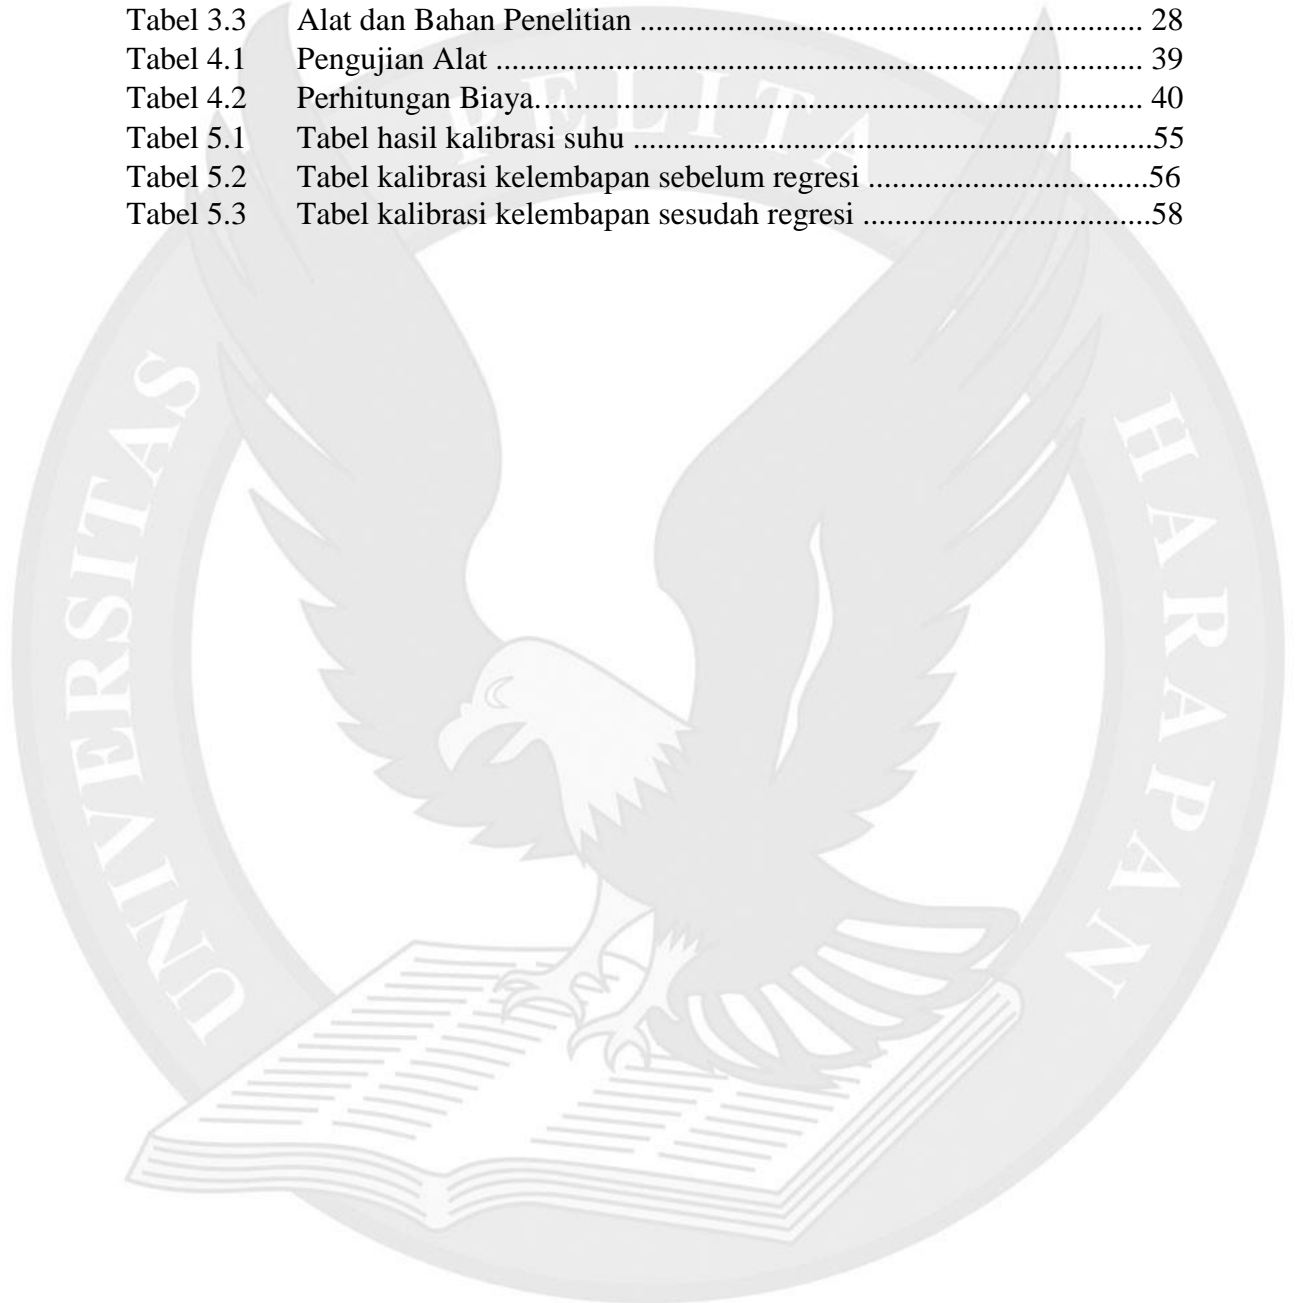 Tabel 3.3 Alat dan Bahan Penelitian ............................................................... 28
Tabel 4.1 Pengujian Alat ................................................................................. 39
Tabel 4.2 Perhitungan Biaya............................................................................ 40
Tabel 5.1 Tabel hasil kalibrasi suhu ................................................................55
Tabel 5.2 Tabel kalibrasi kelembapan sebelum regresi ...................................56
Tabel 5.3 Tabel kalibrasi kelembapan sesudah regresi ....................................58
UNIVERSITAS PELITA HARAPAN